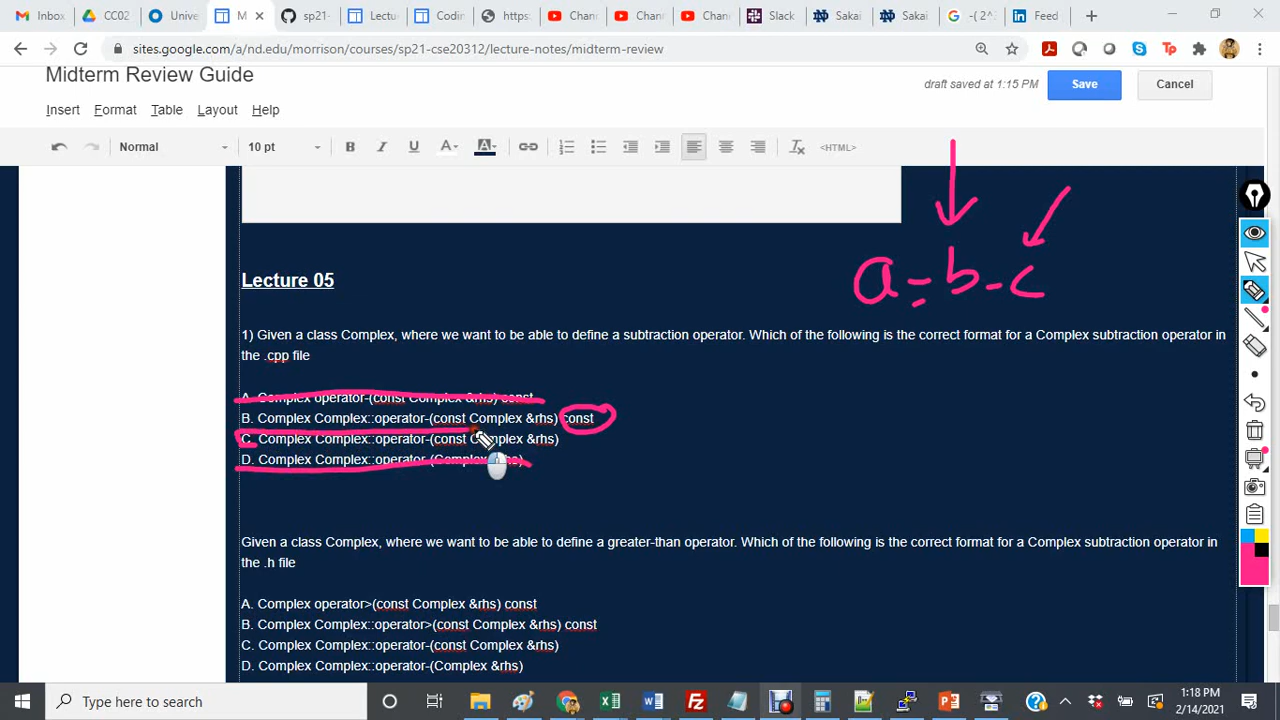 Inbox CC02 Unive M sp21- Lectu Coding https: Chan Chan Chan Slack Sakai Sakai -( 2^ Feed
sites.google.com/a/nd.edu/morrison/courses/sp21-cse20312/lecture-notes/midterm-review
Midterm Review Guide
draft saved at 1:15 PM Save Cancel
Insert Format Table Layout Help
Normal 10 pt B I U A A <HTML>
a = b - c
Lecture 05
1) Given a class Complex, where we want to be able to define a subtraction operator. Which of the following is the correct format for a Complex subtraction operator in
the .cpp file
A. Complex operator-(const Complex &rhs) const
B. Complex Complex::operator-(const Complex &rhs) const
C. Complex Complex::operator-(const Complex &rhs)
D. Complex Complex::operator-(Complex &rhs)
Given a class Complex, where we want to be able to define a greater-than operator. Which of the following is the correct format for a Complex subtraction operator in
the .h file
A. Complex operator>(const Complex &rhs) const
B. Complex Complex::operator>(const Complex &rhs) const
C. Complex Complex::operator-(const Complex &rhs)
D. Complex Complex::operator-(Complex &rhs)
Type here to search
1:18 PM
2/14/2021